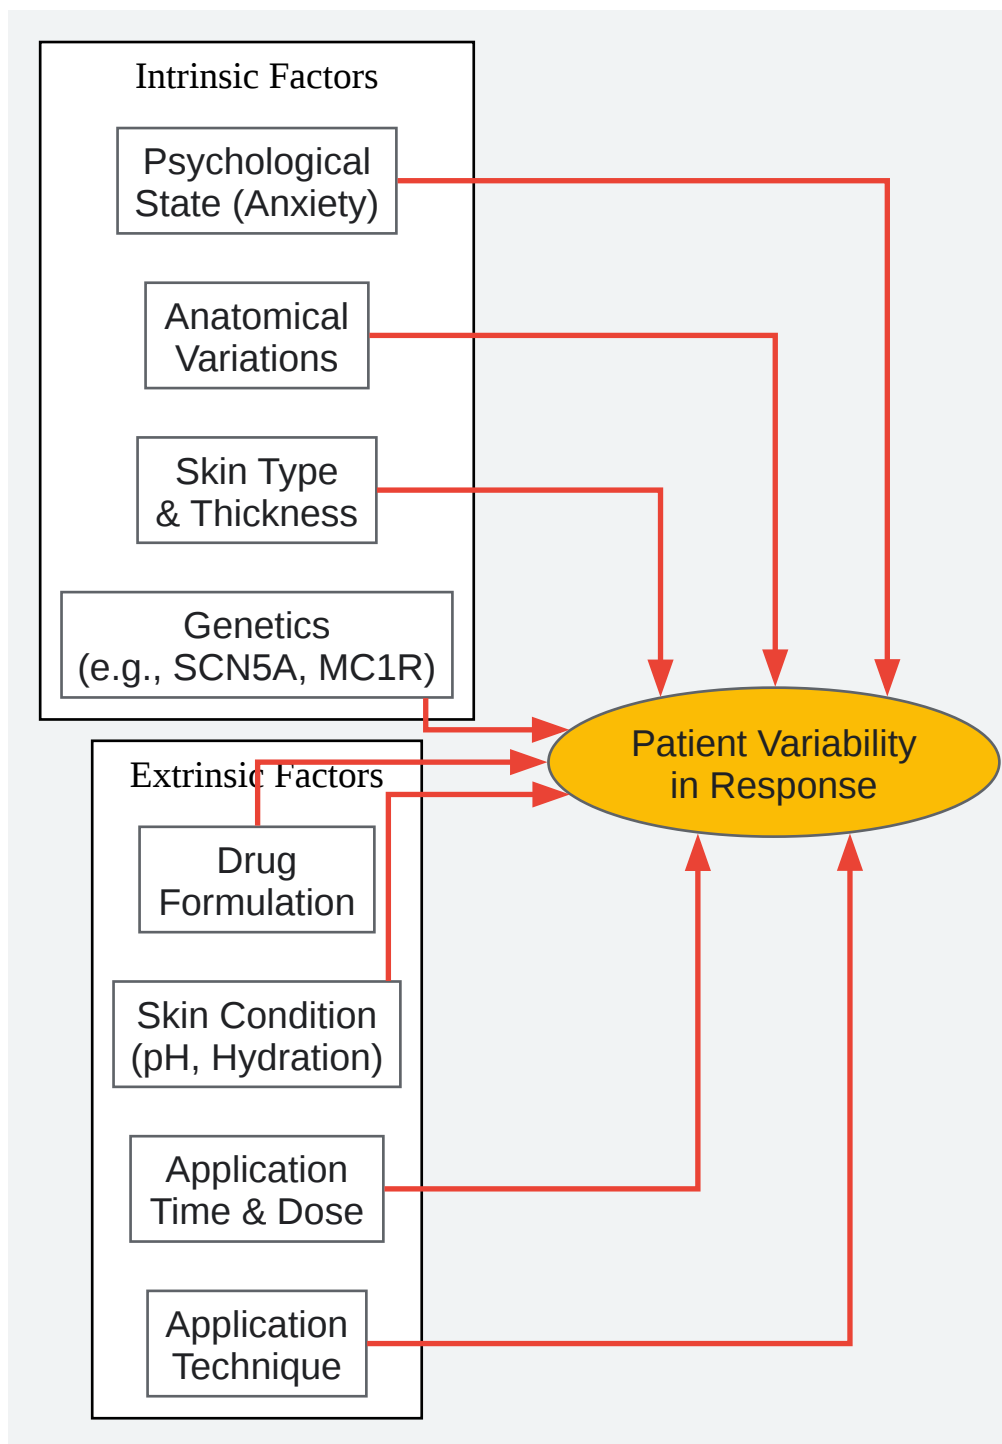 Intrinsic Factors
Psychological
State (Anxiety)
Anatomical
Variations
Skin Type
& Thickness
Genetics
(e.g., SCN5A, MC1R)
Patient Variability
in Response
Extrinsic Factors
Drug
Formulation
Skin Condition
(pH, Hydration)
Application
Time & Dose
Application
Technique